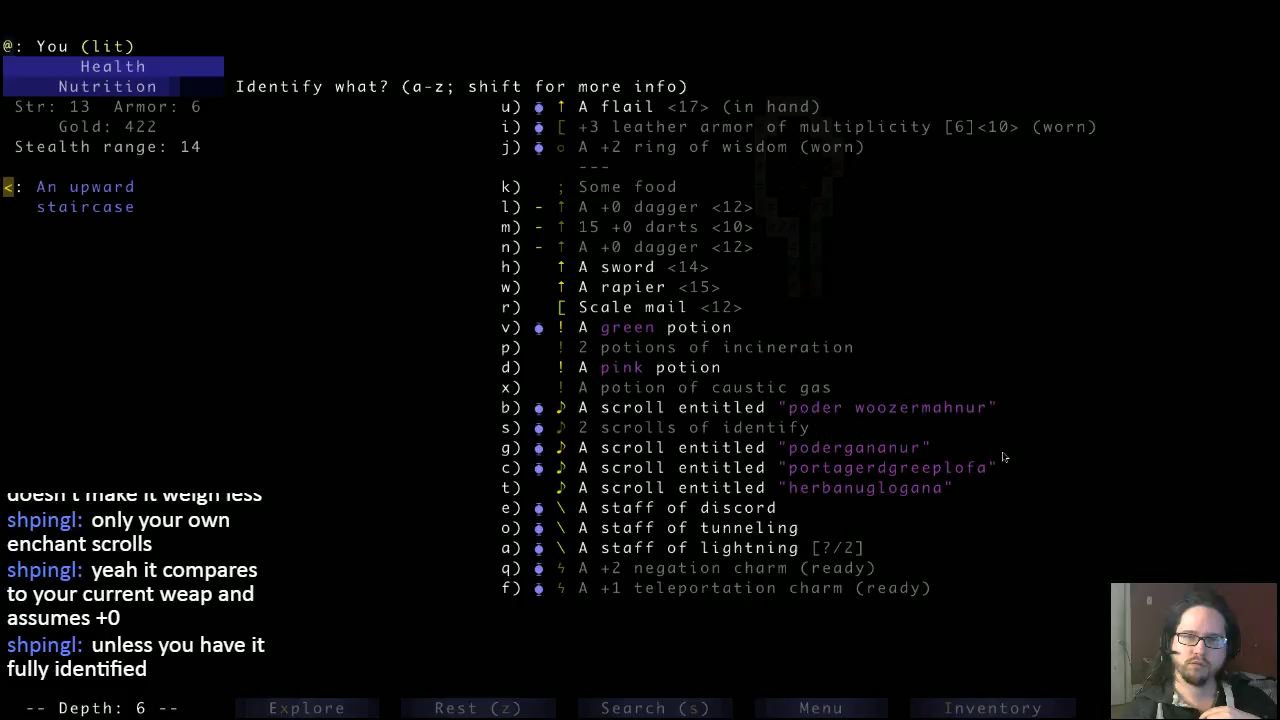 @: You (lit)
Health
Nutrition
Str: 13 Armor: 6
Gold: 422
Stealth range: 14
<: An upward
staircase
Identify what? (a-z; shift for more info)
u) ↑ A flail <17> (in hand)
i) [ +3 leather armor of multiplicity [6]<10> (worn)
j) ○ A +2 ring of wisdom (worn)
---
k) ; Some food
l) - ↑ A +0 dagger <12>
m) - ↑ 15 +0 darts <10>
n) - ↑ A +0 dagger <12>
h) ↑ A sword <14>
w) ↑ A rapier <15>
r) [ Scale mail <12>
v) ! A green potion
p) ! 2 potions of incineration
d) ! A pink potion
x) ! A potion of caustic gas
b) ♪ A scroll entitled "poder woozermahnur"
s) ♪ 2 scrolls of identify
g) ♪ A scroll entitled "podergananur"
c) ♪ A scroll entitled "portagerdgreeplofa"
t) ♪ A scroll entitled "herbanuglogana"
e) \ A staff of discord
o) \ A staff of tunneling
a) \ A staff of lightning [?/2]
q) ϟ A +2 negation charm (ready)
f) ϟ A +1 teleportation charm (ready)
doesn't make it weigh less
shpingl: only your own
enchant scrolls
shpingl: yeah it compares
to your current weap and
assumes +0
shpingl: unless you have it
fully identified
-- Depth: 6 --
Explore
Rest (z)
Search (s)
Menu
Inventory